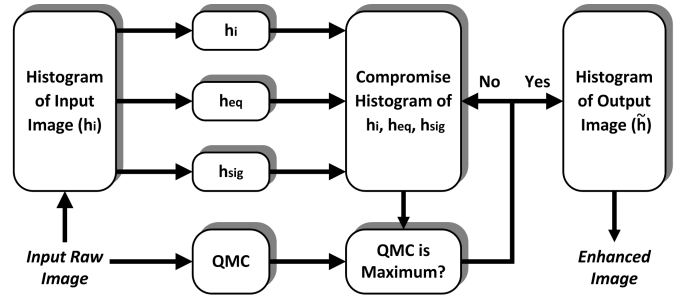 Histogram
of Input
Image (hi)
hi
heq
hsig
Compromise
Histogram of
hi, heq, hsig
No
Yes
Histogram
of Output
Image (h̃)
Input Raw
Image
QMC
QMC is
Maximum?
Enhanced
Image